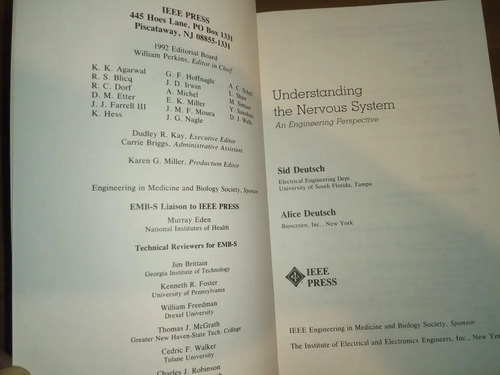 IEEE PRESS
445 Hoes Lane, PO Box 1331
Piscataway, NJ 08855-1331
1992 Editorial Board
William Perkins, Editor in Chief
K. K. Agarwal
R. S. Blicq
R. C. Dorf
D. M. Etter
J. J. Farrell III
K. Hess
G. F. Hoffnagle
J. D. Irwin
A. Michel
E. K. Miller
J. M. F. Moura
J. G. Nagle
A. C.
L. Shaw
M. Simaan
Y. Sunahara
D. J. Wells
Dudley R. Kay, Executive Editor
Carrie Briggs, Administrative Assistant
Karen G. Miller, Production Editor
Engineering in Medicine and Biology Society, Sponsor
EMB-S Liaison to IEEE PRESS
Murray Eden
National Institutes of Health
Technical Reviewers for EMB-S
Jim Brittain
Georgia Institute of Technology
Kenneth R. Foster
University of Pennsylvania
William Freedman
Drexel University
Thomas J. McGrath
Greater New Haven-State Tech. College
Cedric F. Walker
Tulane University
Charles J. Robinson
Understanding
the Nervous System
An Engineering Perspective
Sid Deutsch
Electrical Engineering Dept.
University of South Florida, Tampa
Alice Deutsch
Bioscreen, Inc., New York
IEEE
PRESS
IEEE Engineering in Medicine and Biology Society, Sponsor
The Institute of Electrical and Electronics Engineers, Inc., New York